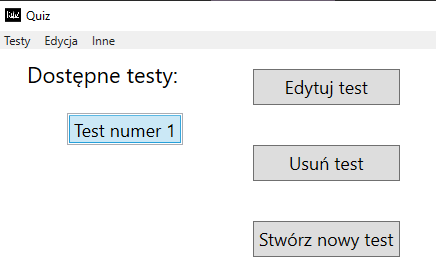 Quiz
Testy Edycja Inne
Dostępne testy:
Test numer 1
Edytuj test
Usuń test
Stwórz nowy test